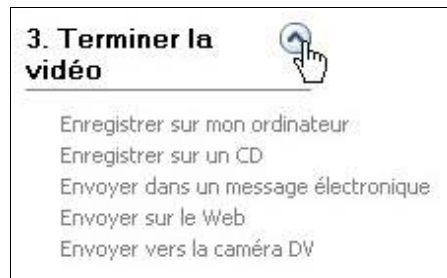 3. Terminer la
vidéo
Enregistrer sur mon ordinateur
Enregistrer sur un CD
Envoyer dans un message électronique
Envoyer sur le Web
Envoyer vers la caméra DV